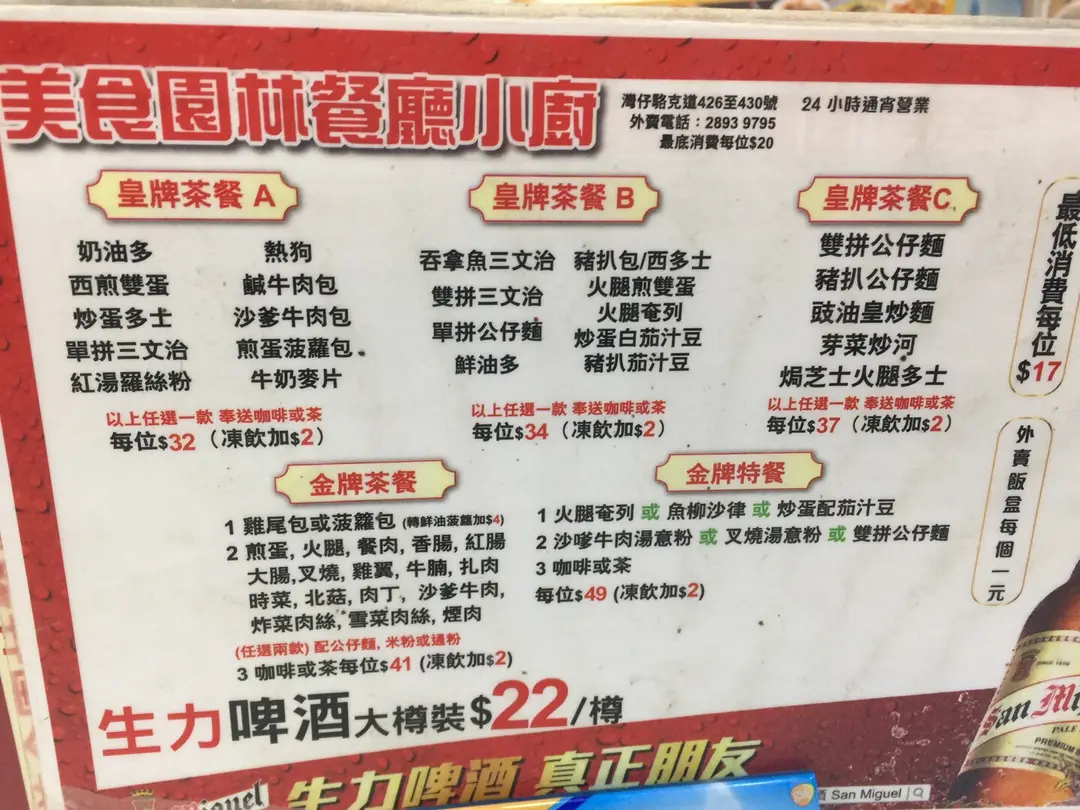 美食園林餐廳小廚
灣仔駱克道426至430號
外賣電話：2893 9795
最底消費每位$20
24 小時通宵營業
皇牌茶餐 A
奶油多 熱狗
西煎雙蛋 鹹牛肉包
炒蛋多士 沙爹牛肉包
單拼三文治 煎蛋菠蘿包
紅湯羅絲粉 牛奶麥片
以上任選一款 奉送咖啡或茶
每位$32（凍飲加$2）
皇牌茶餐 B
吞拿魚三文治 豬扒包/西多士
雙拼三文治 火腿煎雙蛋
單拼公仔麵 火腿奄列
鮮油多 炒蛋白茄汁豆
豬扒茄汁豆
以上任選一款 奉送咖啡或茶
每位$34（凍飲加$2）
皇牌茶餐C
雙拼公仔麵
豬扒公仔麵
豉油皇炒麵
芽菜炒河
焗芝士火腿多士
以上任選一款 奉送咖啡或茶
每位$37（凍飲加$2）
最低消費每位$17
外賣飯盒每個一元
金牌茶餐
1 雞尾包或菠籮包 (轉鮮油菠籮加$4)
2 煎蛋, 火腿, 餐肉, 香腸, 紅腸
大腸, 叉燒, 雞翼, 牛腩, 扎肉
時菜, 北菇, 肉丁, 沙爹牛肉,
炸菜肉絲, 雪菜肉絲, 煙肉
(任選兩款) 配公仔麵, 米粉或通粉
3 咖啡或茶每位$41 (凍飲加$2)
金牌特餐
1 火腿奄列 或 魚柳沙律 或 炒蛋配茄汁豆
2 沙嗲牛肉湯意粉 或 叉燒湯意粉 或 雙拼公仔麵
3 咖啡或茶
每位$49 (凍飲加$2)
生力啤酒大樽裝$22/樽
生力啤酒 真正朋友
SINCE 1890
San Mi
PALE
PREMIUM
酒 San Miguel